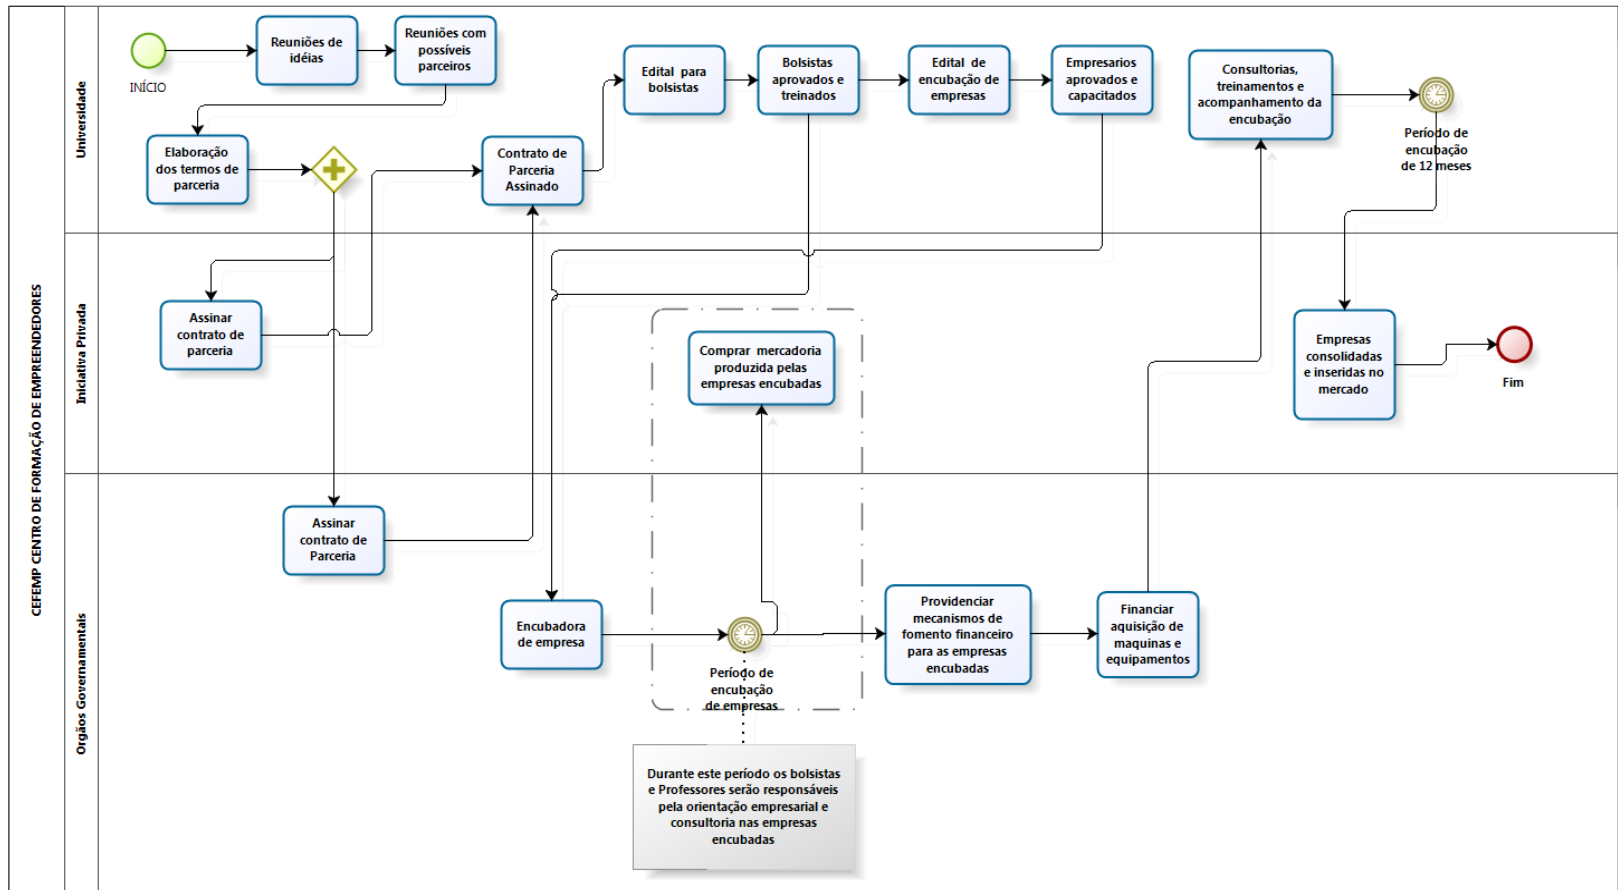 CEFEMP CENTRO DE FORMAÇÃO DE EMPREENDEDORES
Universidade
INÍCIO
Reuniões de
idéias
Reuniões com
possíveis
parceiros
Elaboração
dos termos de
parceria
Contrato de
Parceria
Assinado
Edital para
bolsistas
Bolsistas
aprovados e
treinados
Edital de
encubação de
empresas
Empresarios
aprovados e
capacitados
Consultorias,
treinamentos e
acompanhamento da
encubação
Período de
encubação
de 12 meses
Iniciativa Privada
Assinar
contrato de
parceria
Comprar mercadoria
produzida pelas
empresas encubadas
Empresas
consolidadas
e inseridas no
mercado
Fim
Orgãos Governamentais
Assinar
contrato de
Parceria
Encubadora
de empresa
Período de
encubação
de empresas
Providenciar
mecanismos de
fomento financeiro
para as empresas
encubadas
Financiar
aquisição de
maquinas e
equipamentos
Durante este período os bolsistas
e Professores serão responsáveis
pela orientação empresarial e
consultoria nas empresas
encubadas